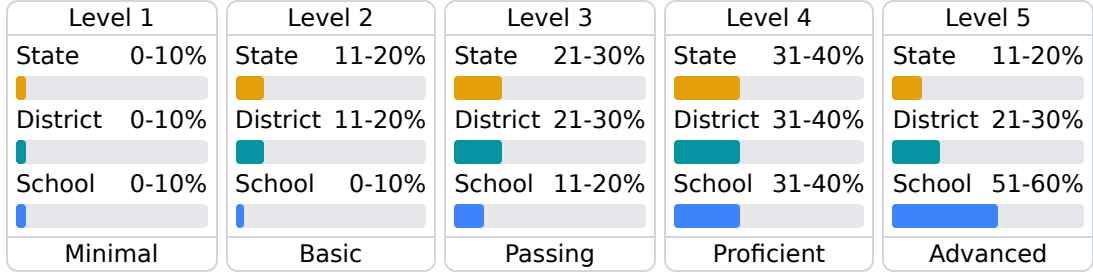 Level 1
State 0-10%
District 0-10%
School 0-10%
Minimal
Level 2
State 11-20%
District 11-20%
School 0-10%
Basic
Level 3
State 21-30%
District 21-30%
School 11-20%
Passing
Level 4
State 31-40%
District 31-40%
School 31-40%
Proficient
Level 5
State 11-20%
District 21-30%
School 51-60%
Advanced